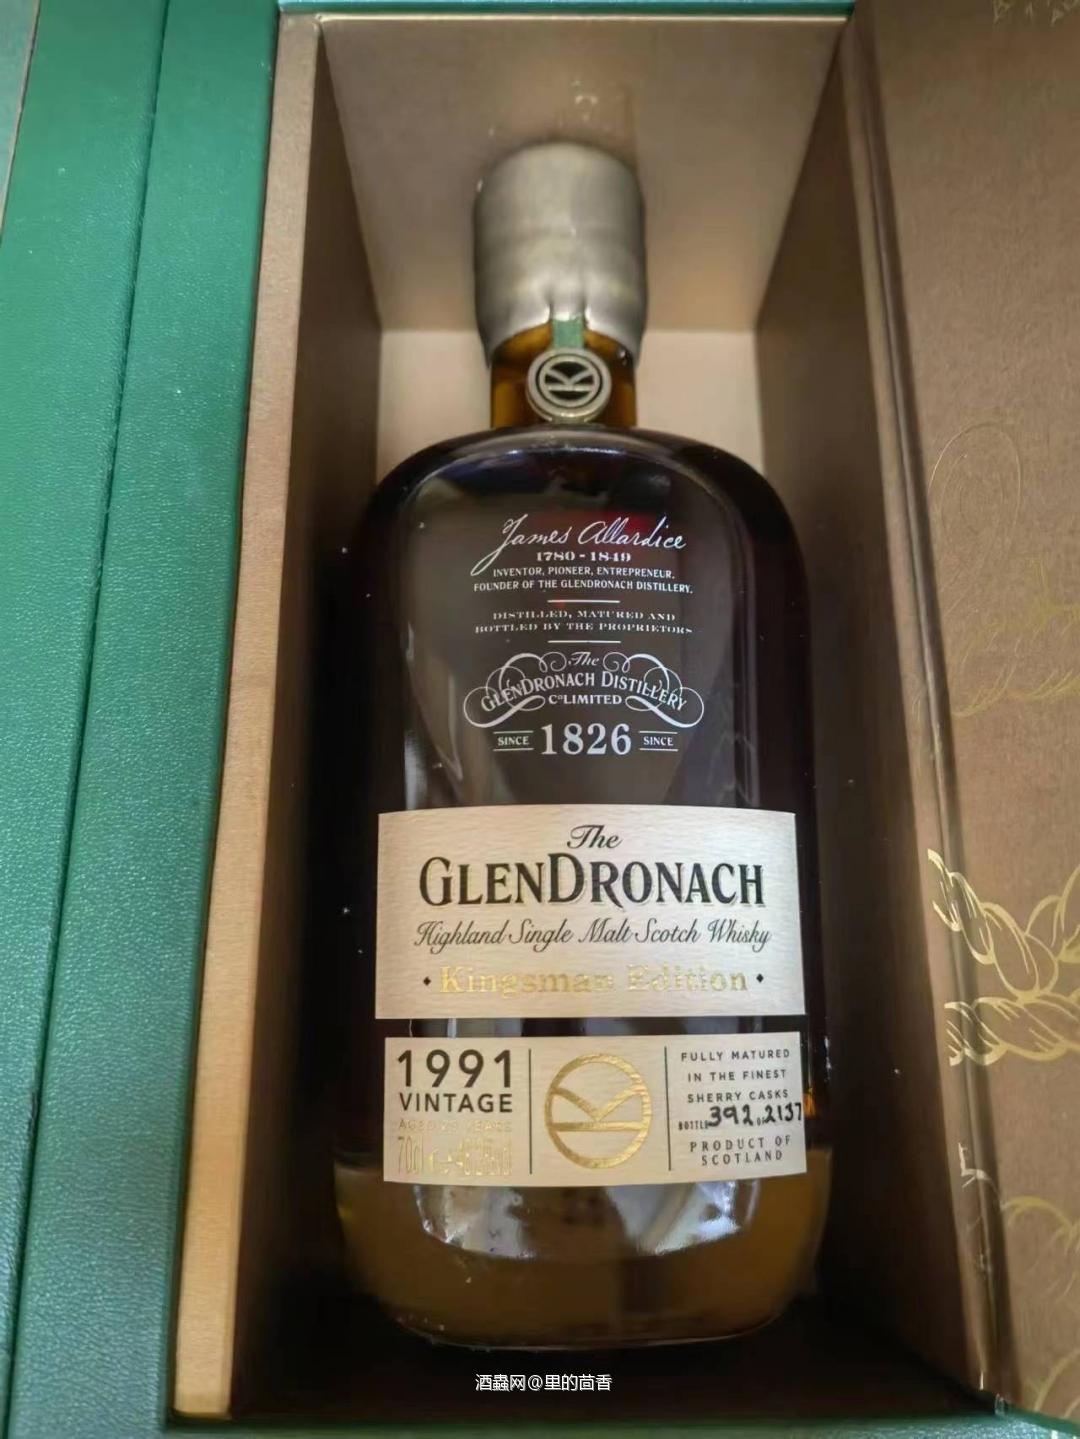 James Allardice
1780 - 1849
INVENTOR, PIONEER, ENTREPRENEUR,
FOUNDER OF THE GLENDRONACH DISTILLERY.
DISTILLED, MATURED AND
BOTTLED BY THE PROPRIETORS
The
GLENDRONACH DISTILLERY
Co LIMITED
SINCE 1826 SINCE
The
GLENDRONACH
Highland Single Malt Scotch Whisky
• Kingsman Edition •
1991
VINTAGE
70cl
FULLY MATURED
IN THE FINEST
SHERRY CASKS
BOTTLE 392 OF 2137
PRODUCT OF
SCOTLAND
酒蟲网@里的茴香